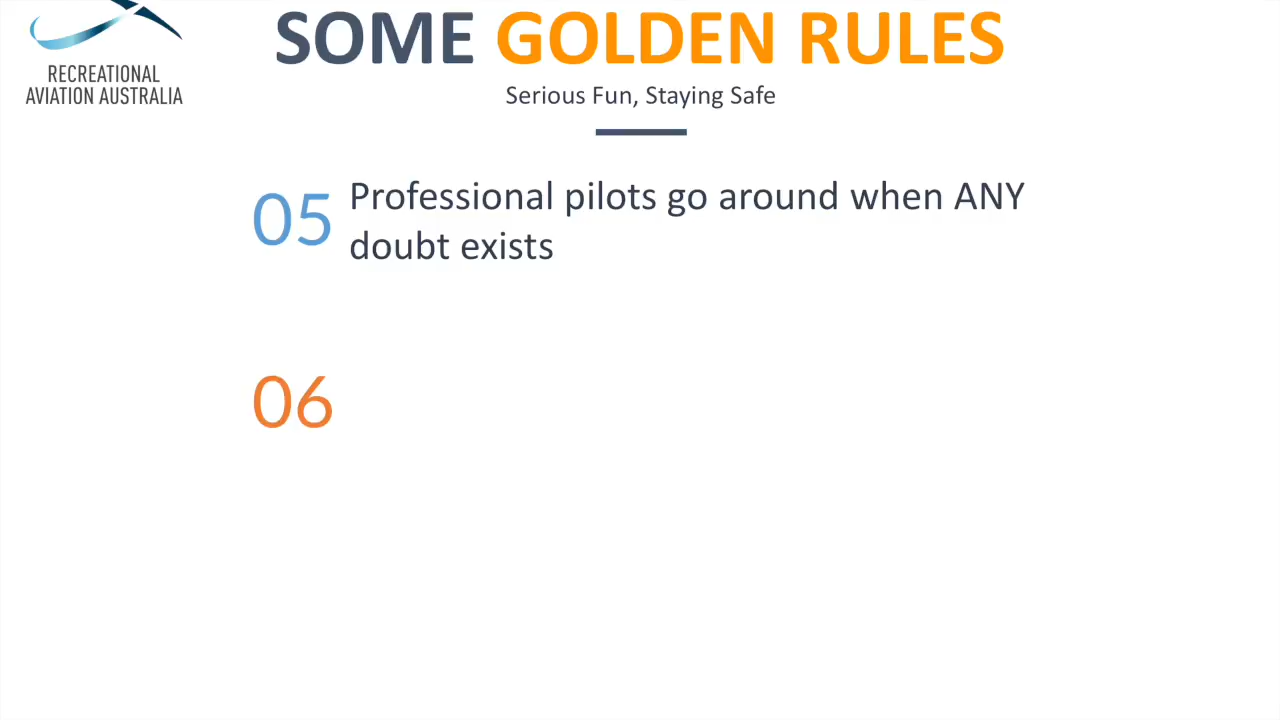 SOME GOLDEN RULES
RECREATIONAL
AVIATION AUSTRALIA
Serious Fun, Staying Safe
05
Professional pilots go around when ANY
doubt exists
06